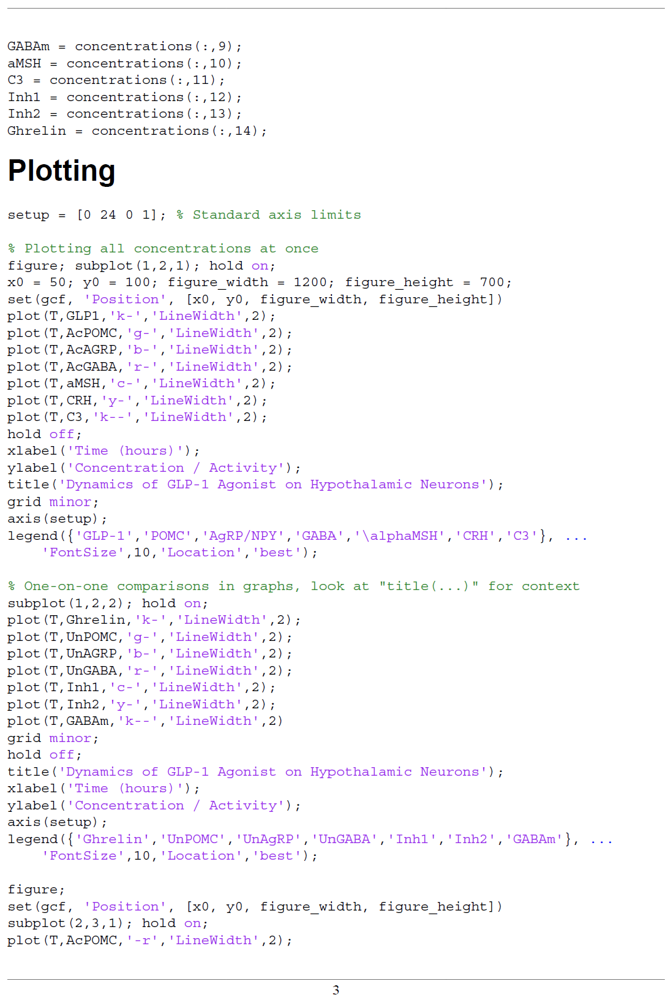 GABAm = concentrations(:,9);
aMSH = concentrations(:,10);
C3 = concentrations(:,11);
Inh1 = concentrations(:,12);
Inh2 = concentrations(:,13);
Ghrelin = concentrations(:,14);
Plotting
setup = [0 24 0 1]; % Standard axis limits
% Plotting all concentrations at once
figure; subplot(1,2,1); hold on;
x0 = 50; y0 = 100; figure_width = 1200; figure_height = 700;
set(gcf, 'Position', [x0, y0, figure_width, figure_height])
plot(T,GLP1,'k-','LineWidth',2);
plot(T,AcPOMC,'g-','LineWidth',2);
plot(T,AcAGRP,'b-','LineWidth',2);
plot(T,AcGABA,'r-','LineWidth',2);
plot(T,aMSH,'c-','LineWidth',2);
plot(T,CRH,'y-','LineWidth',2);
plot(T,C3,'k--','LineWidth',2);
hold off;
xlabel('Time (hours)');
ylabel('Concentration / Activity');
title('Dynamics of GLP-1 Agonist on Hypothalamic Neurons');
grid minor;
axis(setup);
legend({'GLP-1','POMC','AgRP/NPY','GABA','\alphaMSH','CRH','C3'}, ...
    'FontSize',10,'Location','best');
% One-on-one comparisons in graphs, look at "title(...)" for context
subplot(1,2,2); hold on;
plot(T,Ghrelin,'k-','LineWidth',2);
plot(T,UnPOMC,'g-','LineWidth',2);
plot(T,UnAGRP,'b-','LineWidth',2);
plot(T,UnGABA,'r-','LineWidth',2);
plot(T,Inh1,'c-','LineWidth',2);
plot(T,Inh2,'y-','LineWidth',2);
plot(T,GABAm,'k--','LineWidth',2)
grid minor;
hold off;
title('Dynamics of GLP-1 Agonist on Hypothalamic Neurons');
xlabel('Time (hours)');
ylabel('Concentration / Activity');
axis(setup);
legend({'Ghrelin','UnPOMC','UnAgRP','UnGABA','Inh1','Inh2','GABAm'}, ...
    'FontSize',10,'Location','best');
figure;
set(gcf, 'Position', [x0, y0, figure_width, figure_height])
subplot(2,3,1); hold on;
plot(T,AcPOMC,'-r','LineWidth',2);
3